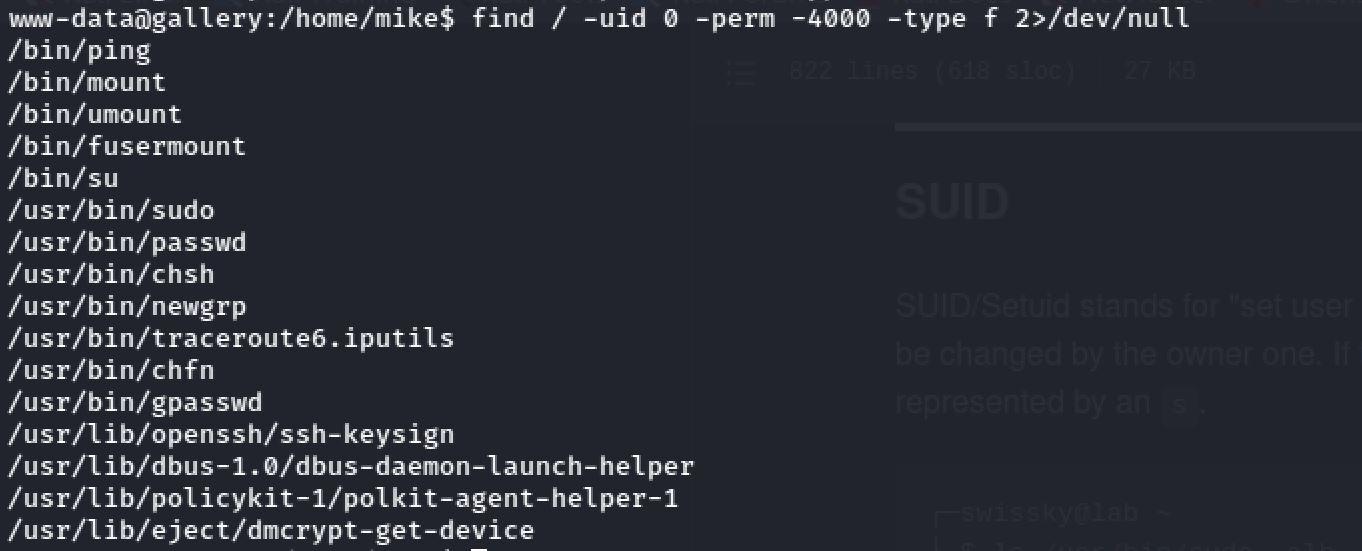 www-data@gallery:/home/mike$ find / -uid 0 -perm -4000 -type f 2>/dev/null
/bin/ping
822 lines (618 sloc) 27 KB
/bin/mount
/bin/umount
/bin/fusermount
/bin/su
SUID
/usr/bin/sudo
/usr/bin/passwd
/usr/bin/chsh
/usr/bin/newgrp
SUID/Setuid stands for "set user
/usr/bin/traceroute6.iputils
be changed by the owner one. If
/usr/bin/chfn
/usr/bin/gpasswd
represented by an s.
/usr/lib/openssh/ssh-keysign
/usr/lib/dbus-1.0/dbus-daemon-launch-helper
/usr/lib/policykit-1/polkit-agent-helper-1
swissky@lab ~
/usr/lib/eject/dmcrypt-get-device